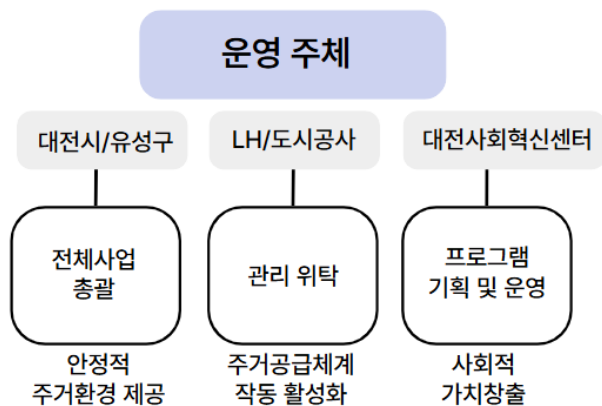 운영 주체
대전시/유성구
LH/도시공사
대전사회혁신센터
전체사업
총괄
관리 위탁
프로그램
기획 및 운영
안정적
주거환경 제공
주거공급체계
작동 활성화
사회적
가치창출